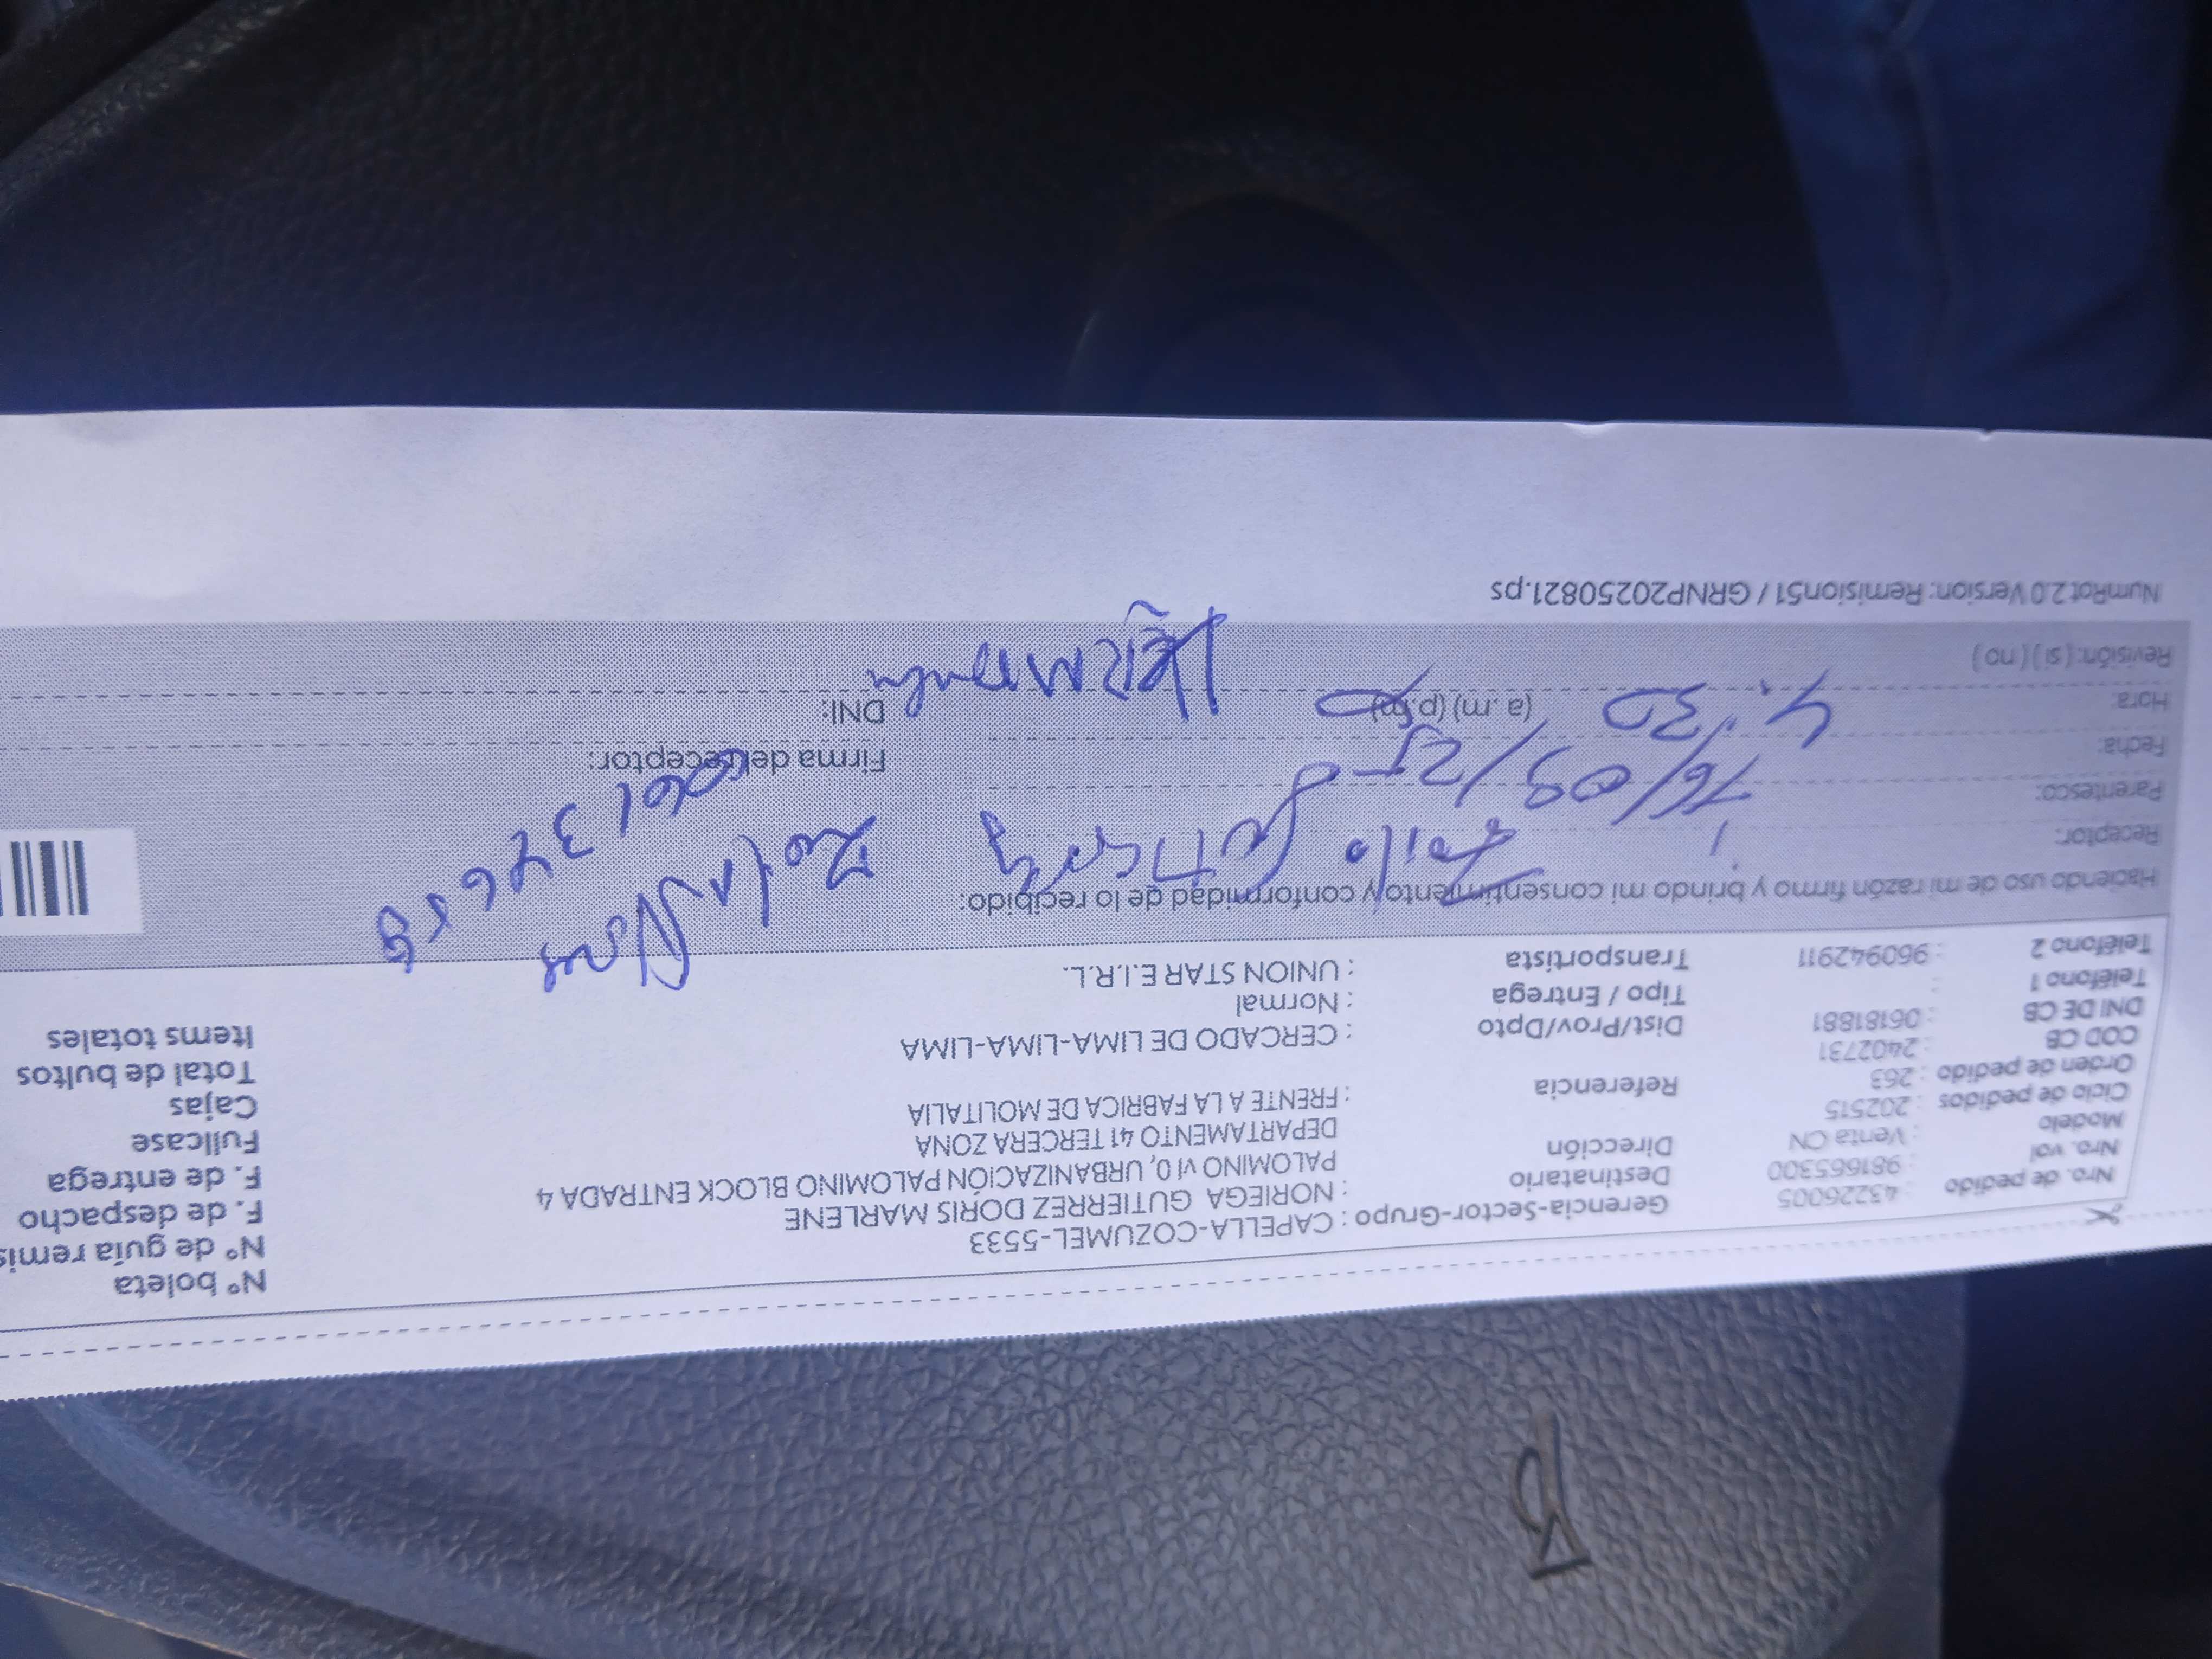 Nº boleta
Nº de guía remis
F. de despacho
F. de entrega
Fullcase
Cajas
Total de bultos
Items totales
Gerencia-Sector-Grupo : CAPELLA-COZUMEL-5533
Destinatario : NORIEGA GUTIERREZ DORIS MARLENE
Dirección PALOMINO vl 0, URBANIZACIÓN PALOMINO BLOCK ENTRADA 4
DEPARTAMENTO 41 TERCERA ZONA
Referencia : FRENTE A LA FABRICA DE MOLITALIA
Dist/Prov/Dpto : CERCADO DE LIMA-LIMA-LIMA
Tipo / Entrega : Normal
Transportista : UNION STAR E.I.R.L.
Nro. de pedido : 43226005
Nro. vol : 981665300
Modelo : Venta CN
Ciclo de pedidos : 202515
Orden de pedido : 263
COD CB : 2402731
DNI DE CB : 06181881
Teléfono 1 :
Teléfono 2 : 960942911
Haciendo uso de mi razón firmo y brindo mi consentimiento y conformidad de lo recibido:
Receptor:
Parentesco:
Fecha: /25
Hora: 4:30 (a.m) (p.m)
Revisión: ( si ) ( no )
Firma del receptor:
DNI:
NumRot 2.0 Version: Remision51 / GRNP20250821.ps